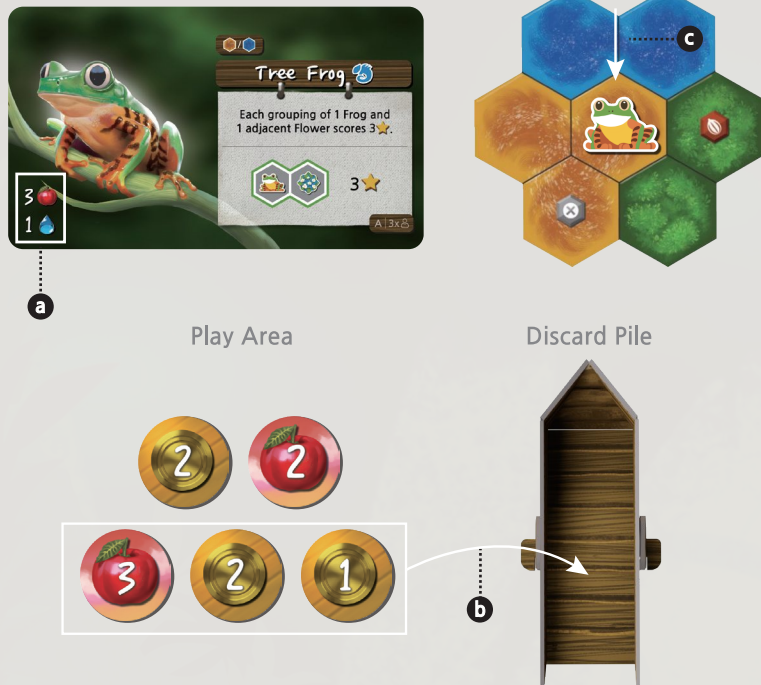 Tree Frog
Each grouping of 1 Frog and
1 adjacent Flower scores 3
3
3
1
A 3x
a
c
Play Area
Discard Pile
2
2
3
2
1
b